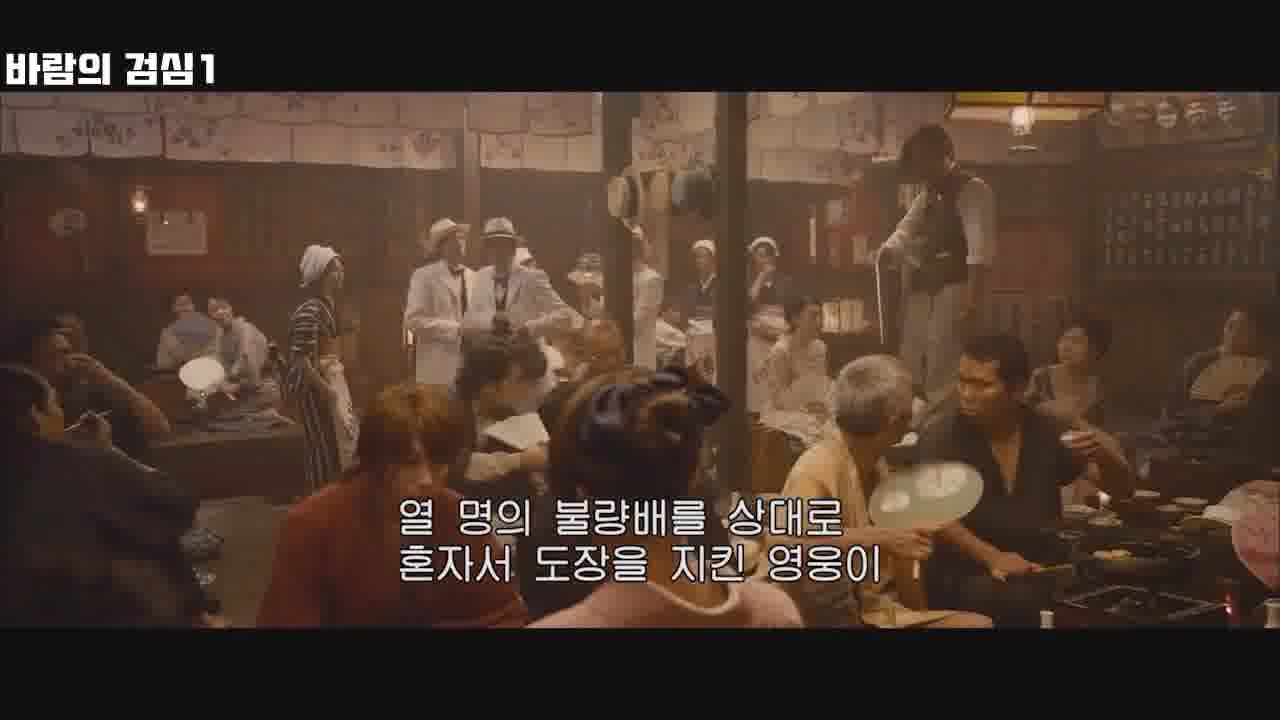 바람의 검심1
열 명의 불량배를 상대로
혼자서 도장을 지킨 영웅이